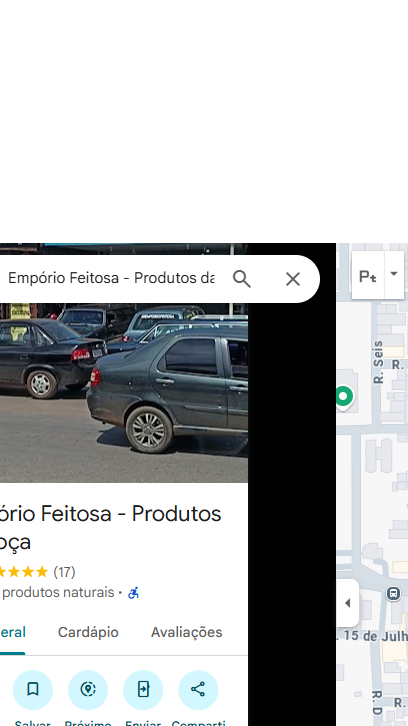 Empório Feitosa - Produtos da
Pt
R. Seis
R.
ório Feitosa - Produtos
oça
(17)
produtos naturais ·
eral
Cardápio
Avaliações
15 de Julh
R. D
Salvar
Próximo
Enviar
Comparti